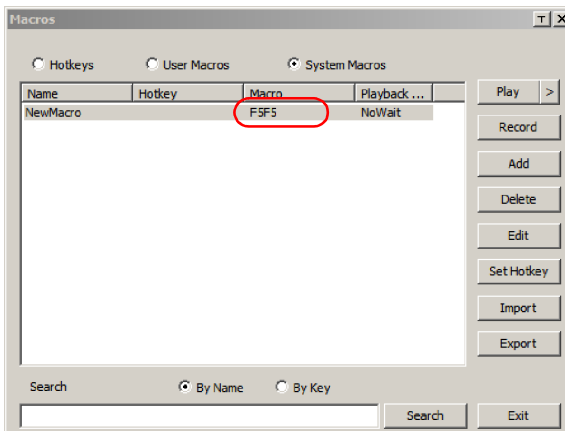 Macros T X
Hotkeys User Macros System Macros
Name Hotkey Macro Playback ... Play >
NewMacro F5F5 NoWait
Record
Add
Delete
Edit
Set Hotkey
Import
Export
Search By Name By Key
Search Exit